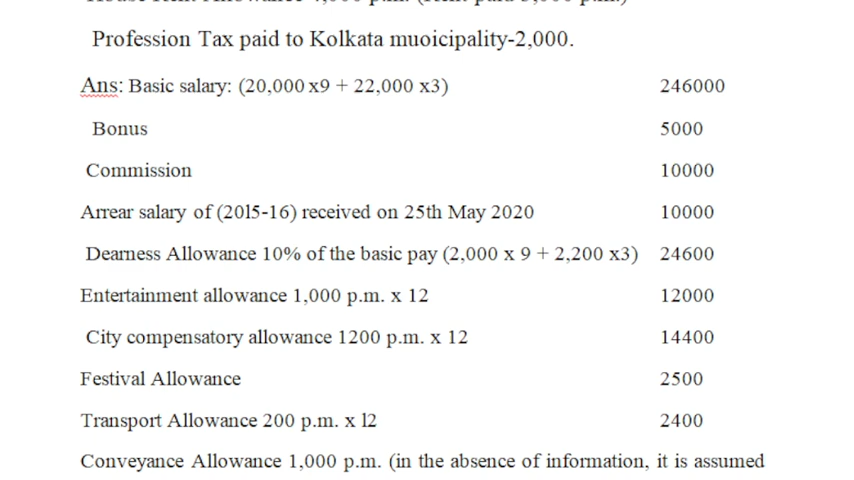 Profession Tax paid to Kolkata muoicipality-2,000.
Ans: Basic salary: (20,000 x9 + 22,000 x3) 246000
Bonus 5000
Commission 10000
Arrear salary of (2015-16) received on 25th May 2020 10000
Dearness Allowance 10% of the basic pay (2,000 x 9 + 2,200 x3) 24600
Entertainment allowance 1,000 p.m. x 12 12000
City compensatory allowance 1200 p.m. x 12 14400
Festival Allowance 2500
Transport Allowance 200 p.m. x l2 2400
Conveyance Allowance 1,000 p.m. (in the absence of information, it is assumed